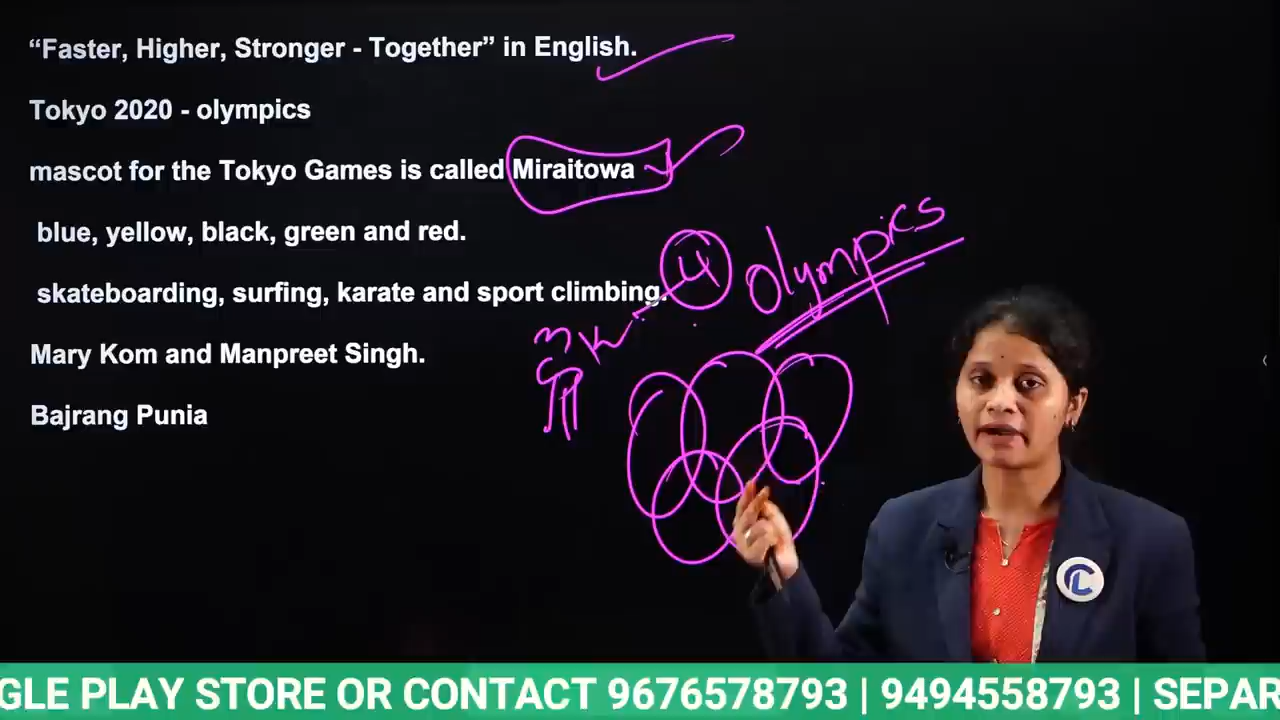 “Faster, Higher, Stronger - Together” in English.
Tokyo 2020 - olympics
mascot for the Tokyo Games is called Miraitowa
blue, yellow, black, green and red.
4 Olympics
skateboarding, surfing, karate and sport climbing.
Mary Kom and Manpreet Singh.
Bajrang Punia
CL
GLE PLAY STORE OR CONTACT 9676578793 | 9494558793 | SEPAR